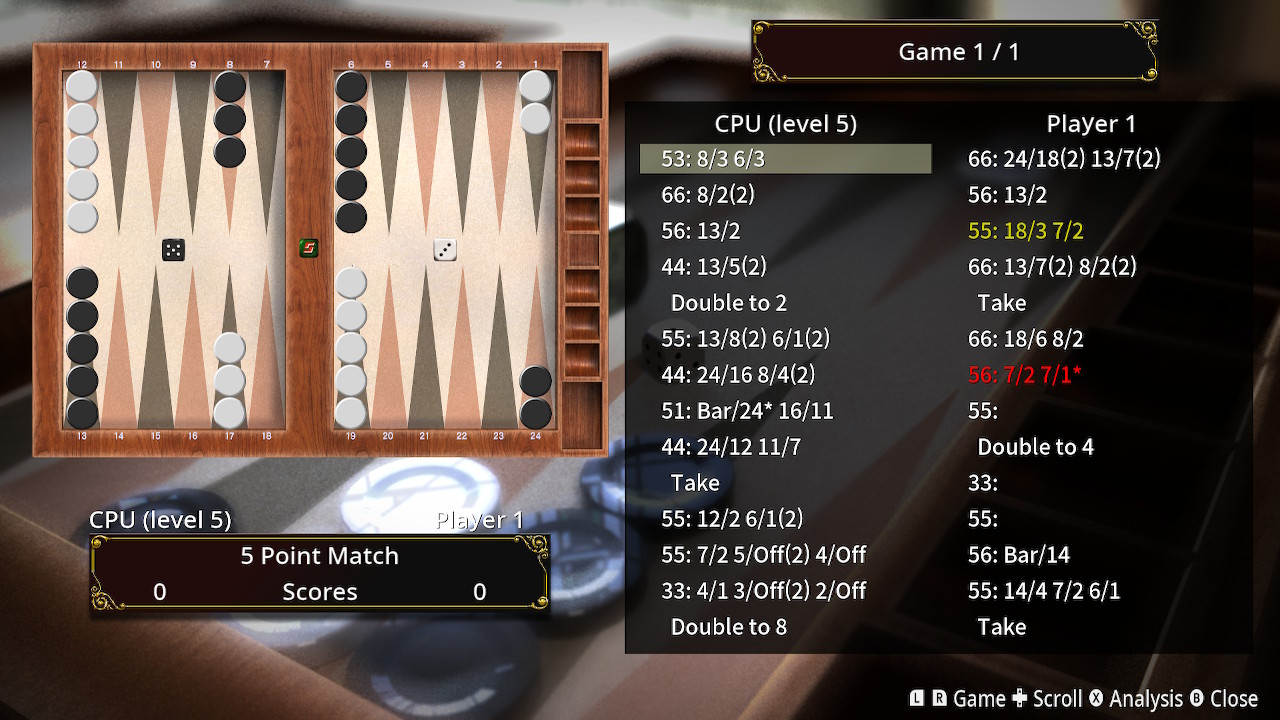 Game 1 / 1
12 11 10 9 8 7 6 5 4 3 2 1
5
13 14 15 16 17 18 19 20 21 22 23 24
CPU (level 5) Player 1
5 Point Match
0 Scores 0
CPU (level 5) Player 1
53: 8/3 6/3 66: 24/18(2) 13/7(2)
66: 8/2(2) 56: 13/2
56: 13/2 55: 18/3 7/2
44: 13/5(2) 66: 13/7(2) 8/2(2)
Double to 2 Take
55: 13/8(2) 6/1(2) 66: 18/6 8/2
44: 24/16 8/4(2) 56: 7/2 7/1*
51: Bar/24* 16/11 55:
44: 24/12 11/7 Double to 4
Take 33:
55: 12/2 6/1(2) 55:
55: 7/2 5/Off(2) 4/Off 56: Bar/14
33: 4/1 3/Off(2) 2/Off 55: 14/4 7/2 6/1
Double to 8 Take
L R Game Scroll X Analysis B Close